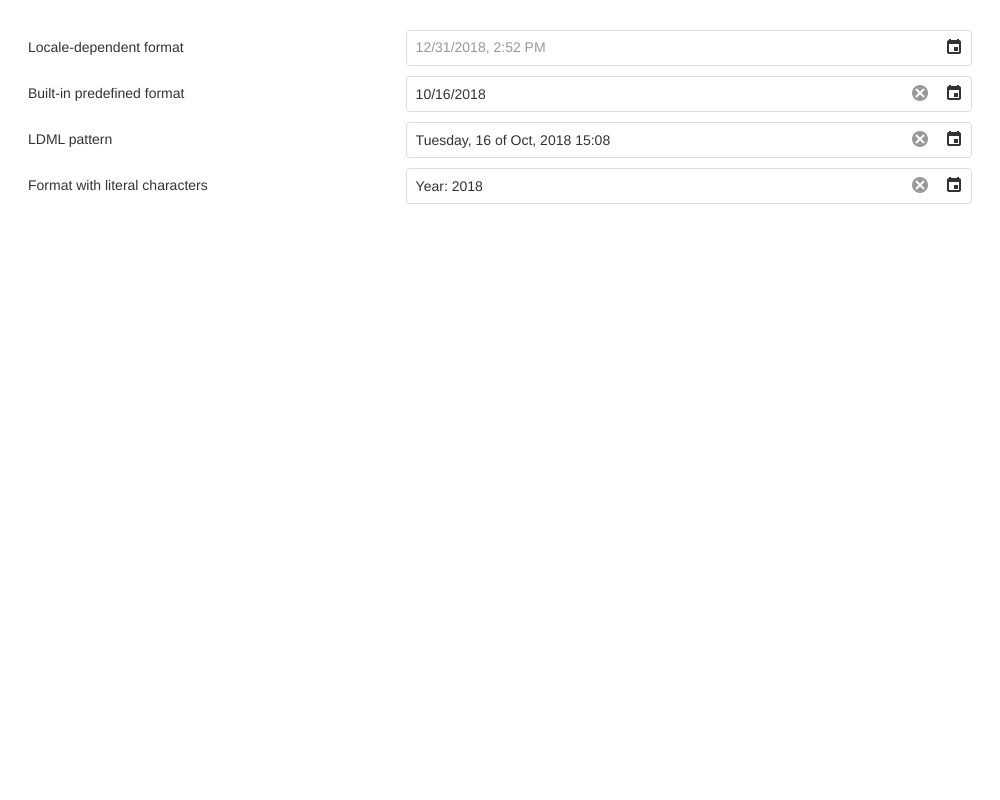 Locale-dependent format 12/31/2018, 2:52 PM
Built-in predefined format 10/16/2018
LDML pattern Tuesday, 16 of Oct, 2018 15:08
Format with literal characters Year: 2018